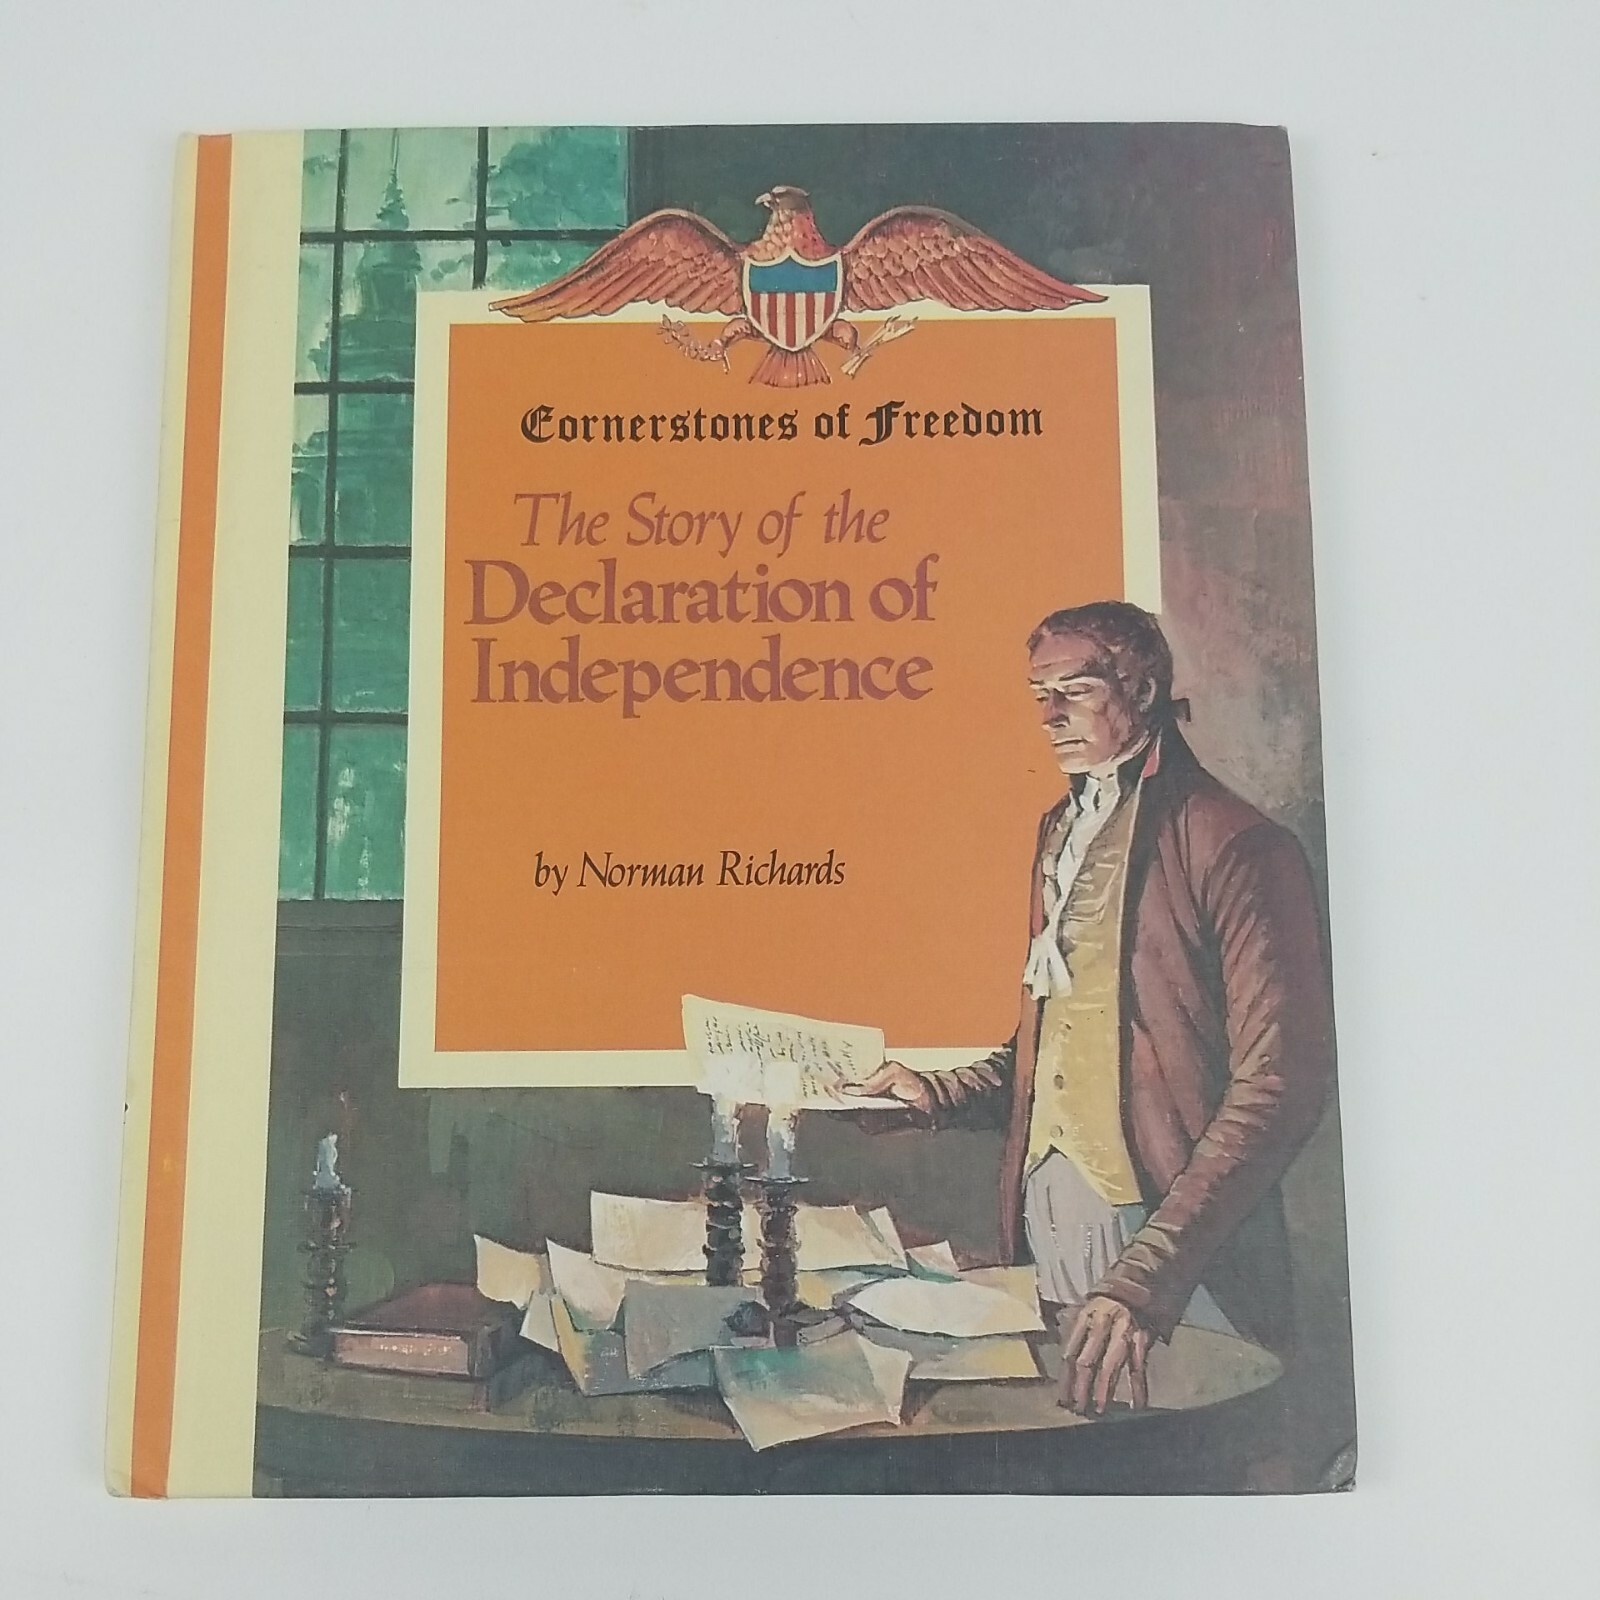 Cornerstones of Freedom
The Story of the
Declaration of
Independence
by Norman Richards